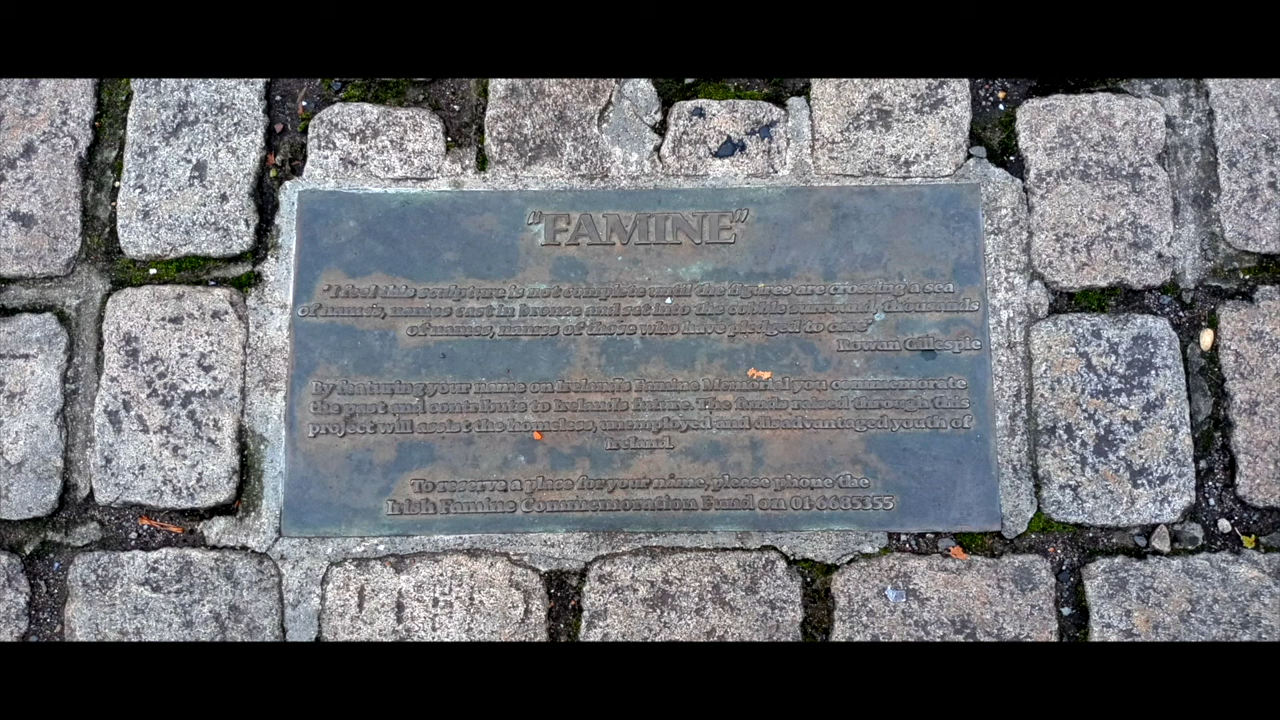 "FAMINE"
"I feel this sculpture is not complete until the figures are crossing a sea
of names, names cast in bronze and set into the cobble surround thousands
of names, names of those who have pledged to care"
Rowan Gillespie
By featuring your name on Ireland's Famine Memorial you commemorate
the past and contribute to Ireland's future. The funds raised through this
project will assist the homeless, unemployed and disadvantaged youth of
Ireland.
To reserve a place for your name, please phone the
Irish Famine Commemoration Fund on 01-6685355